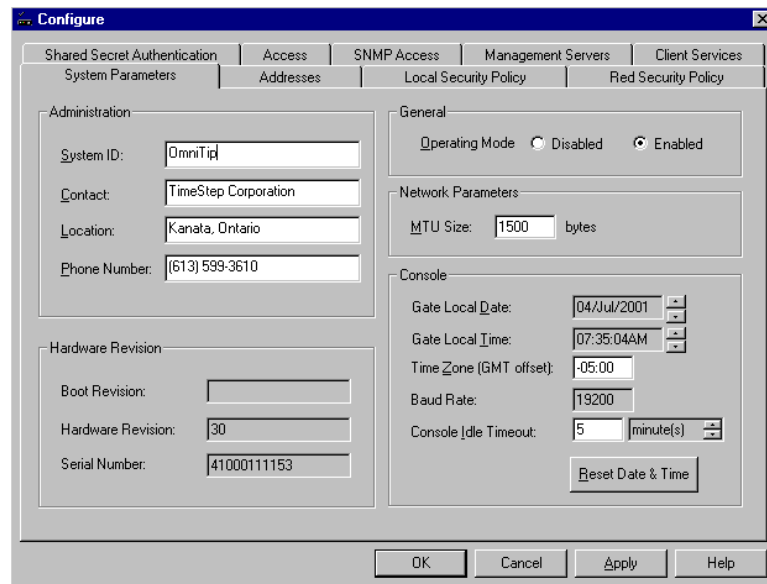 Configure
Shared Secret Authentication
Access
SNMP Access
Management Servers
Client Services
System Parameters
Addresses
Local Security Policy
Red Security Policy
Administration
System ID: OmniTip
Contact: TimeStep Corporation
Location: Kanata, Ontario
Phone Number: (613) 599-3610
Hardware Revision
Boot Revision:
Hardware Revision: 30
Serial Number: 41000111153
General
Operating Mode Disabled Enabled
Network Parameters
MTU Size: 1500 bytes
Console
Gate Local Date: 04/Jul/2001
Gate Local Time: 07:35:04AM
Time Zone (GMT offset): -05:00
Baud Rate: 19200
Console Idle Timeout: 5 minute(s)
Reset Date & Time
OK
Cancel
Apply
Help